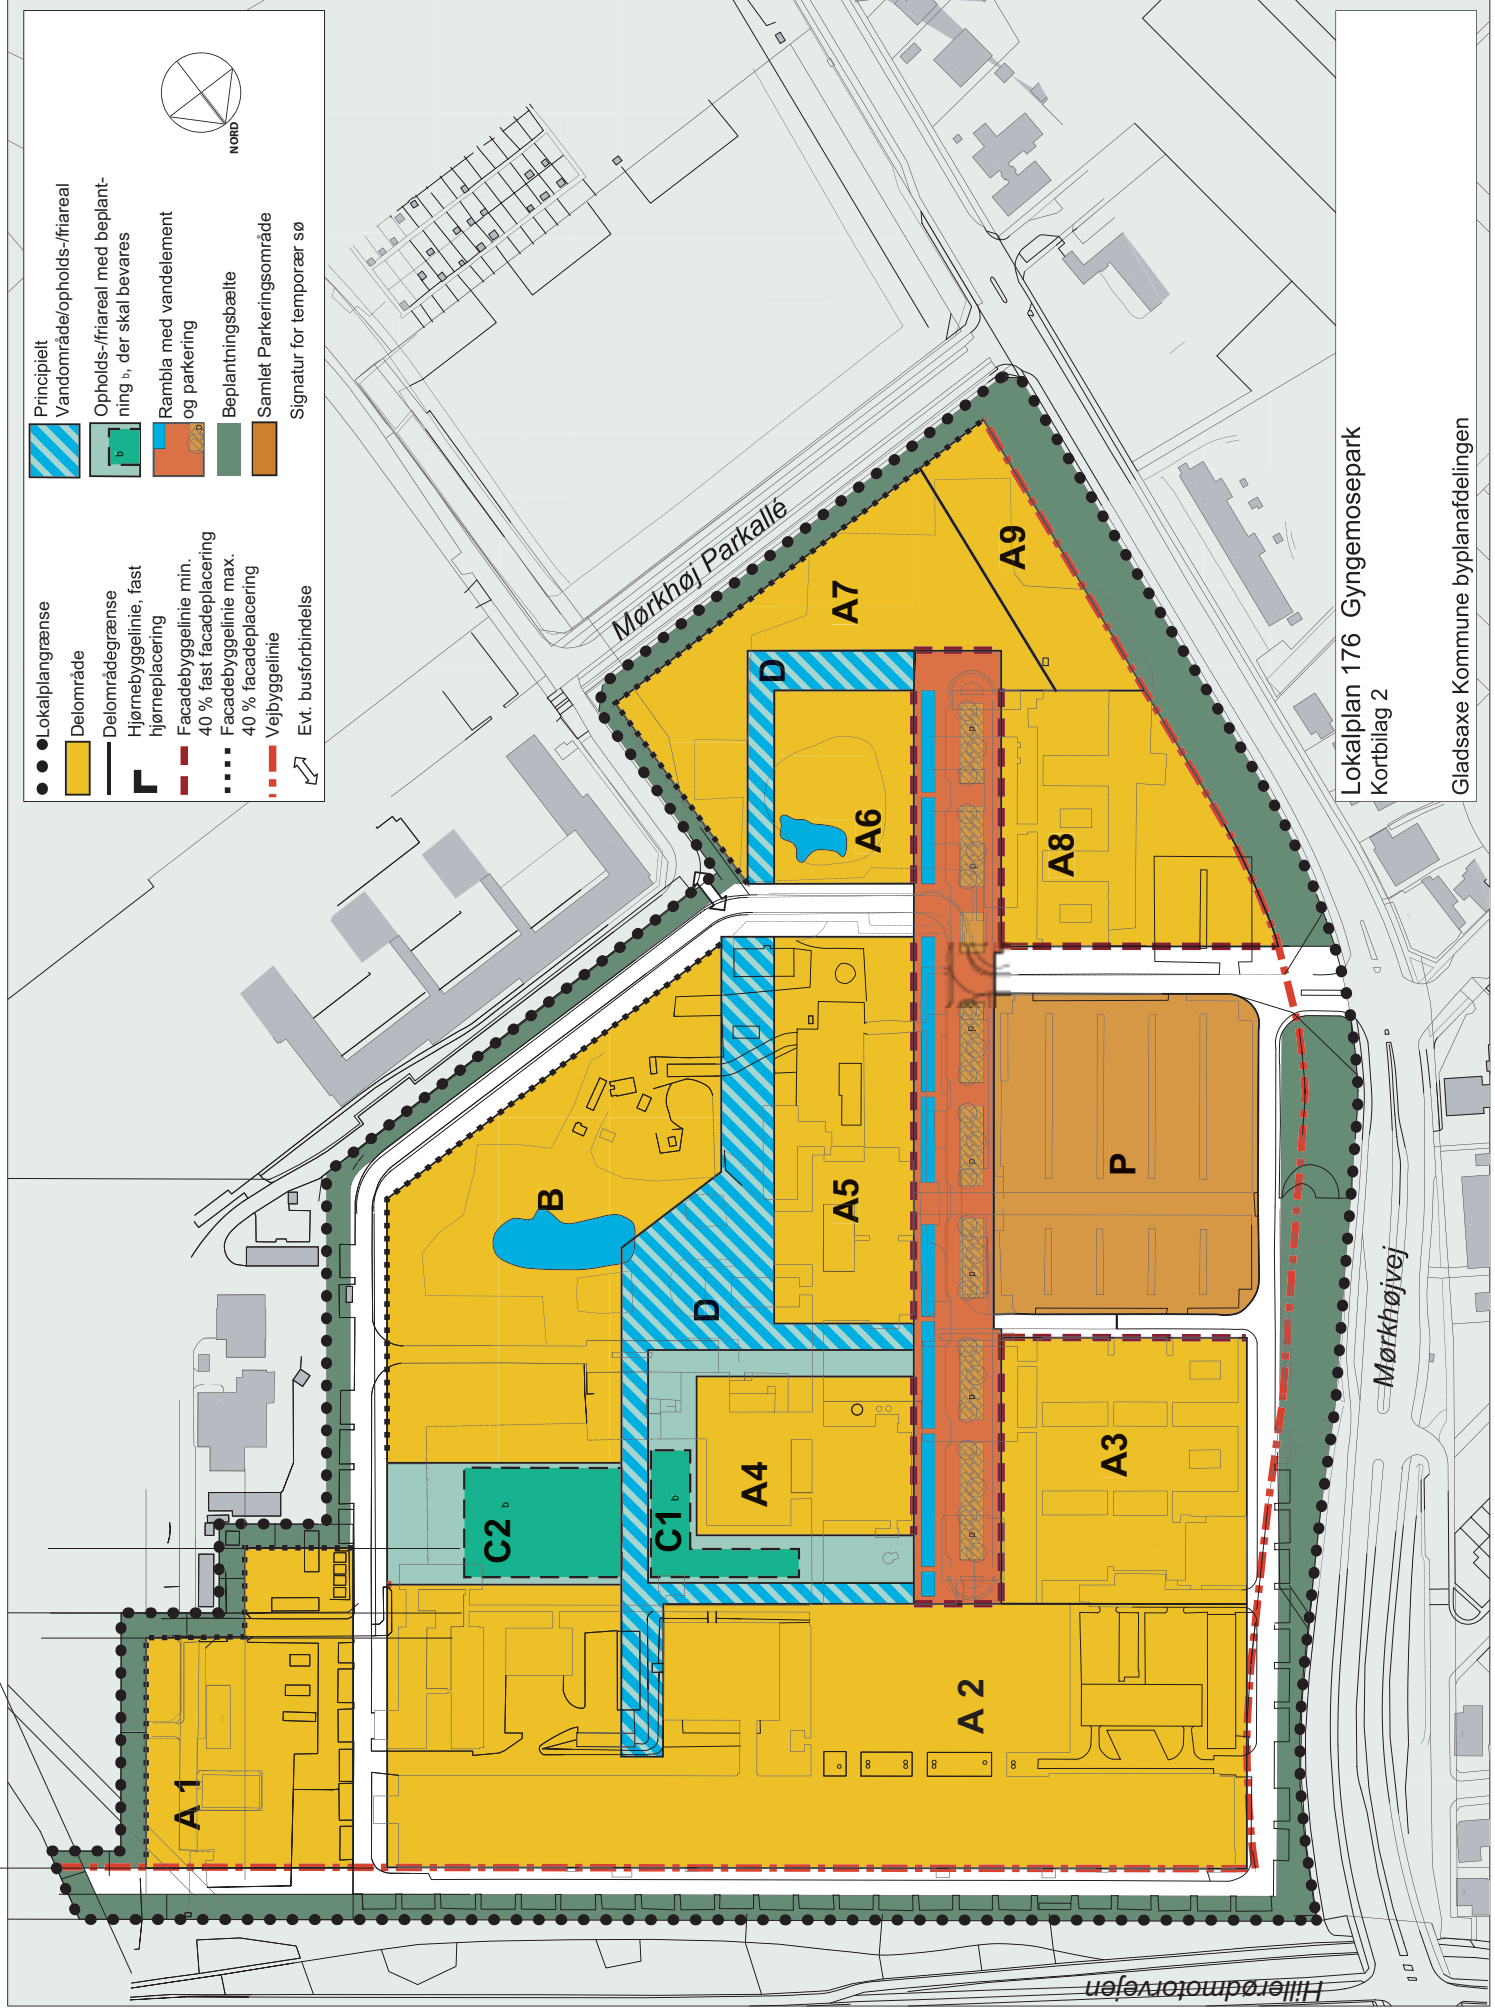 Lokalplangrænse
Delområde
Delområdegrænse
Hjørnebyggelinie, fast
hjørneplacering
Facadebyggelinie min.
40 % fast facadeplacering
Facadebyggelinie max.
40 % facadeplacering
Vejbyggelinie
Evt. busforbindelse
Principielt
Vandområde/opholds-/friareal
b
Opholds-/friareal med beplant-
ning b, der skal bevares
p
Rambla med vandelement
og parkering
Beplantningsbælte
Samlet Parkeringsområde
Signatur for temporær sø
NORD
Mørkhøj Parkallé
A7
A9
D
A6
A8
B
A5
P
D
C2 b
C1 b
A4
A3
A 1
A 2
p
p
p
p
p
p
p
Mørkhøjvej
Hillerødmotorvejen
Lokalplan 176 Gyngemosepark
Kortbilag 2
Gladsaxe Kommune byplanafdelingen